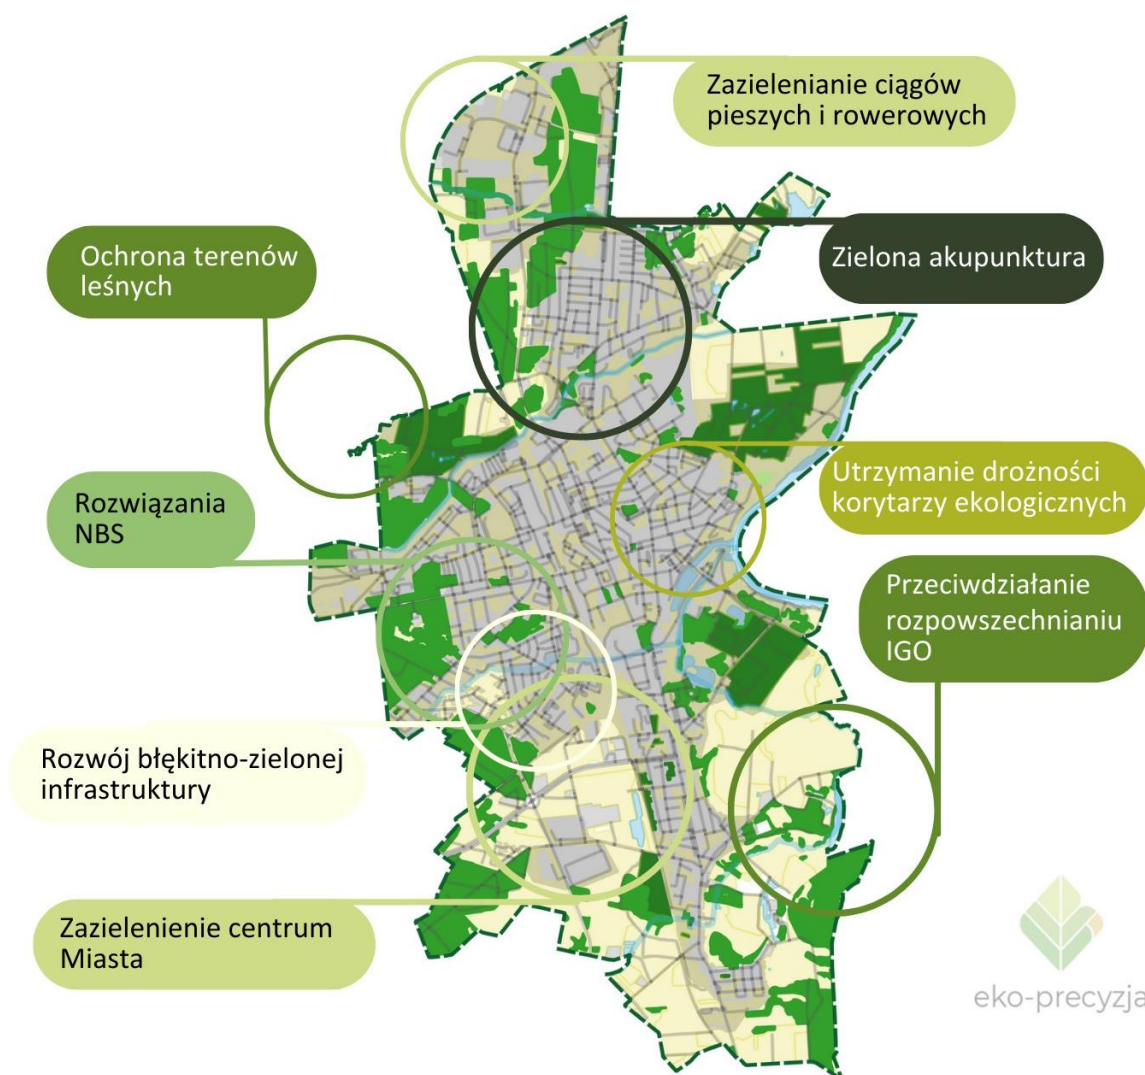 Zazielenianie ciągów
pieszych i rowerowych
Ochrona terenów
leśnych
Zielona akupunktura
Rozwiązania
NBS
Utrzymanie drożności
korytarzy ekologicznych
Przeciwdziałanie
rozpowszechnianiu
IGO
Rozwój błękitno-zielonej
infrastruktury
Zazielenienie centrum
Miasta
eko-precyzja